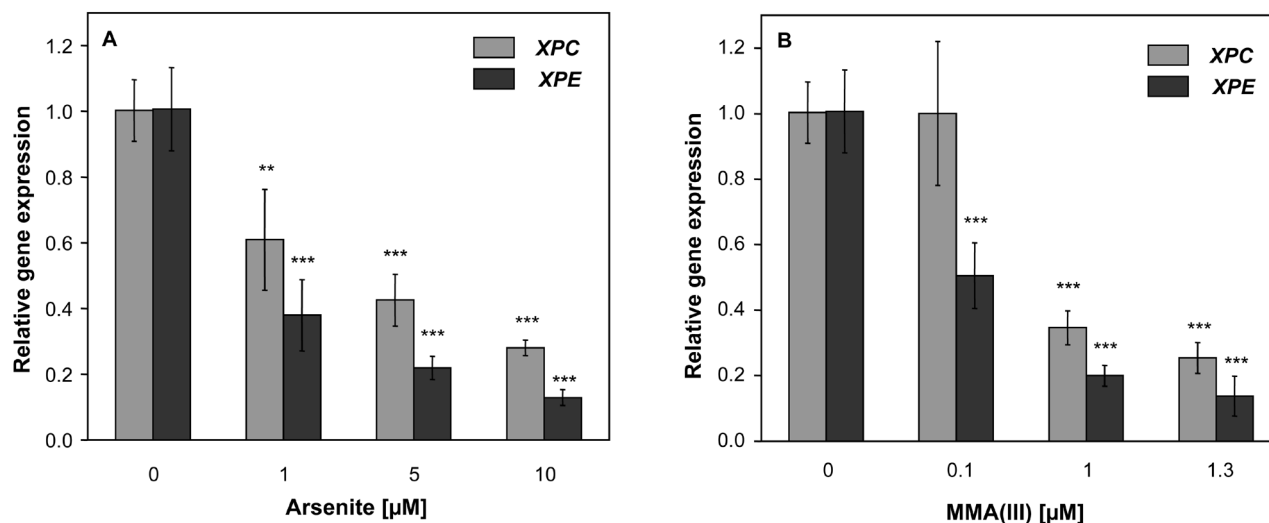 A
XPC
XPE
Relative gene expression
1.2
1.0
0.8
0.6
0.4
0.2
0.0
**
***
***
***
***
***
0 1 5 10
Arsenite [µM]
B
XPC
XPE
Relative gene expression
1.2
1.0
0.8
0.6
0.4
0.2
0.0
***
***
***
***
***
0 0.1 1 1.3
MMA(III) [µM]